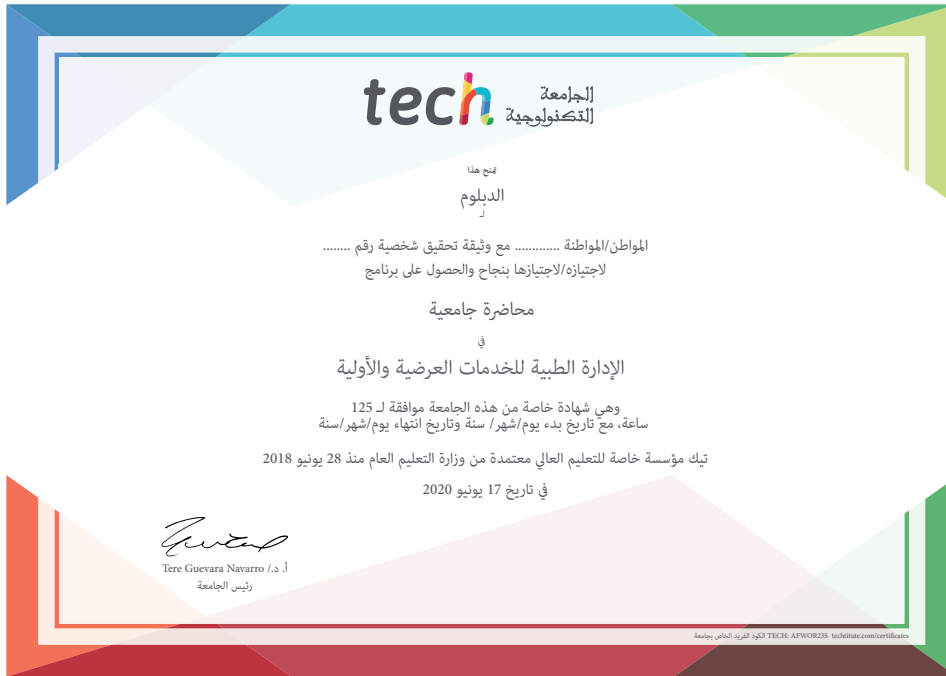 tech
الجامعة
التكنولوجية
تمنح هذا
الدبلوم
لـ
المواطن/المواطنة ............ مع وثيقة تحقيق شخصية رقم ........
لاجتيازه/لاجتيازها بنجاح والحصول على برنامج
محاضرة جامعية
في
الإدارة الطبية للخدمات العرضية والأولية
وهي شهادة خاصة من هذه الجامعة موافقة لـ 125
ساعة، مع تاريخ بدء يوم/شهر/ سنة وتاريخ انتهاء يوم/شهر/سنة
تيك مؤسسة خاصة للتعليم العالي معتمدة من وزارة التعليم العام منذ 28 يونيو 2018
في تاريخ 17 يونيو 2020
أ. د./ Tere Guevara Navarro
رئيس الجامعة
الكود الفريد الخاص بجامعة TECH: AFWOR23S techtitute.com/certificates